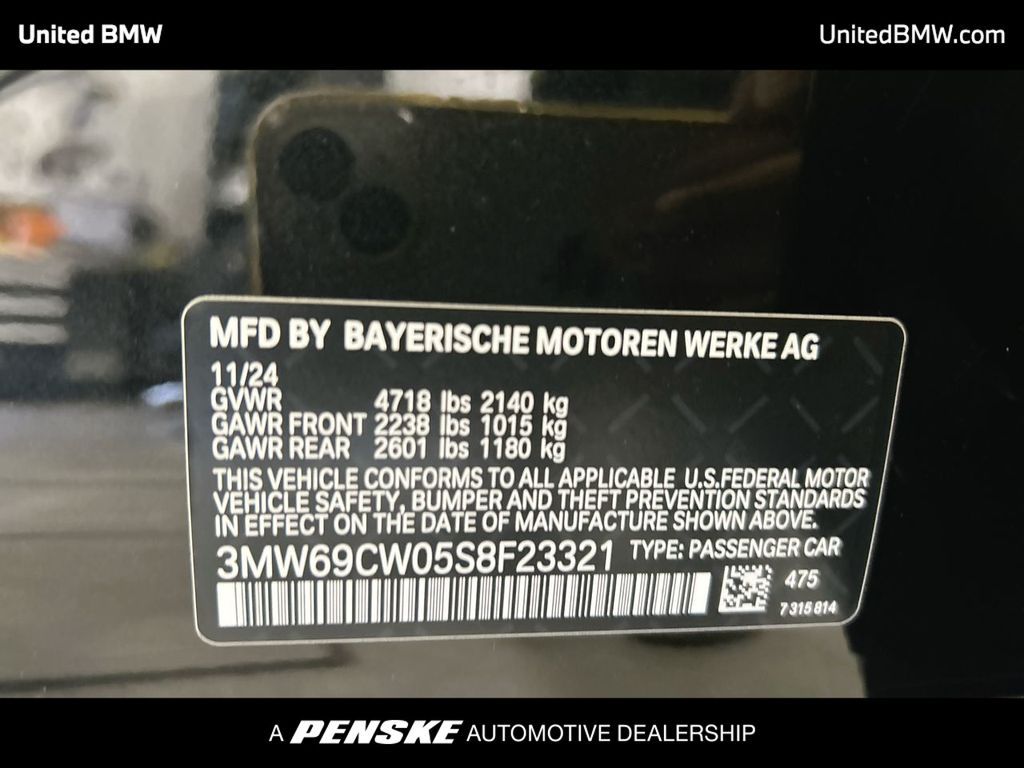 United BMW
UnitedBMW.com
MFD BY BAYERISCHE MOTOREN WERKE AG
11/24
GVWR 4718 lbs 2140 kg
GAWR FRONT 2238 lbs 1015 kg
GAWR REAR 2601 lbs 1180 kg
THIS VEHICLE CONFORMS TO ALL APPLICABLE U.S.FEDERAL MOTOR
VEHICLE SAFETY, BUMPER AND THEFT PREVENTION STANDARDS
IN EFFECT ON THE DATE OF MANUFACTURE SHOWN ABOVE.
3MW69CW05S8F23321 TYPE: PASSENGER CAR
475
7315814
A PENSKE AUTOMOTIVE DEALERSHIP